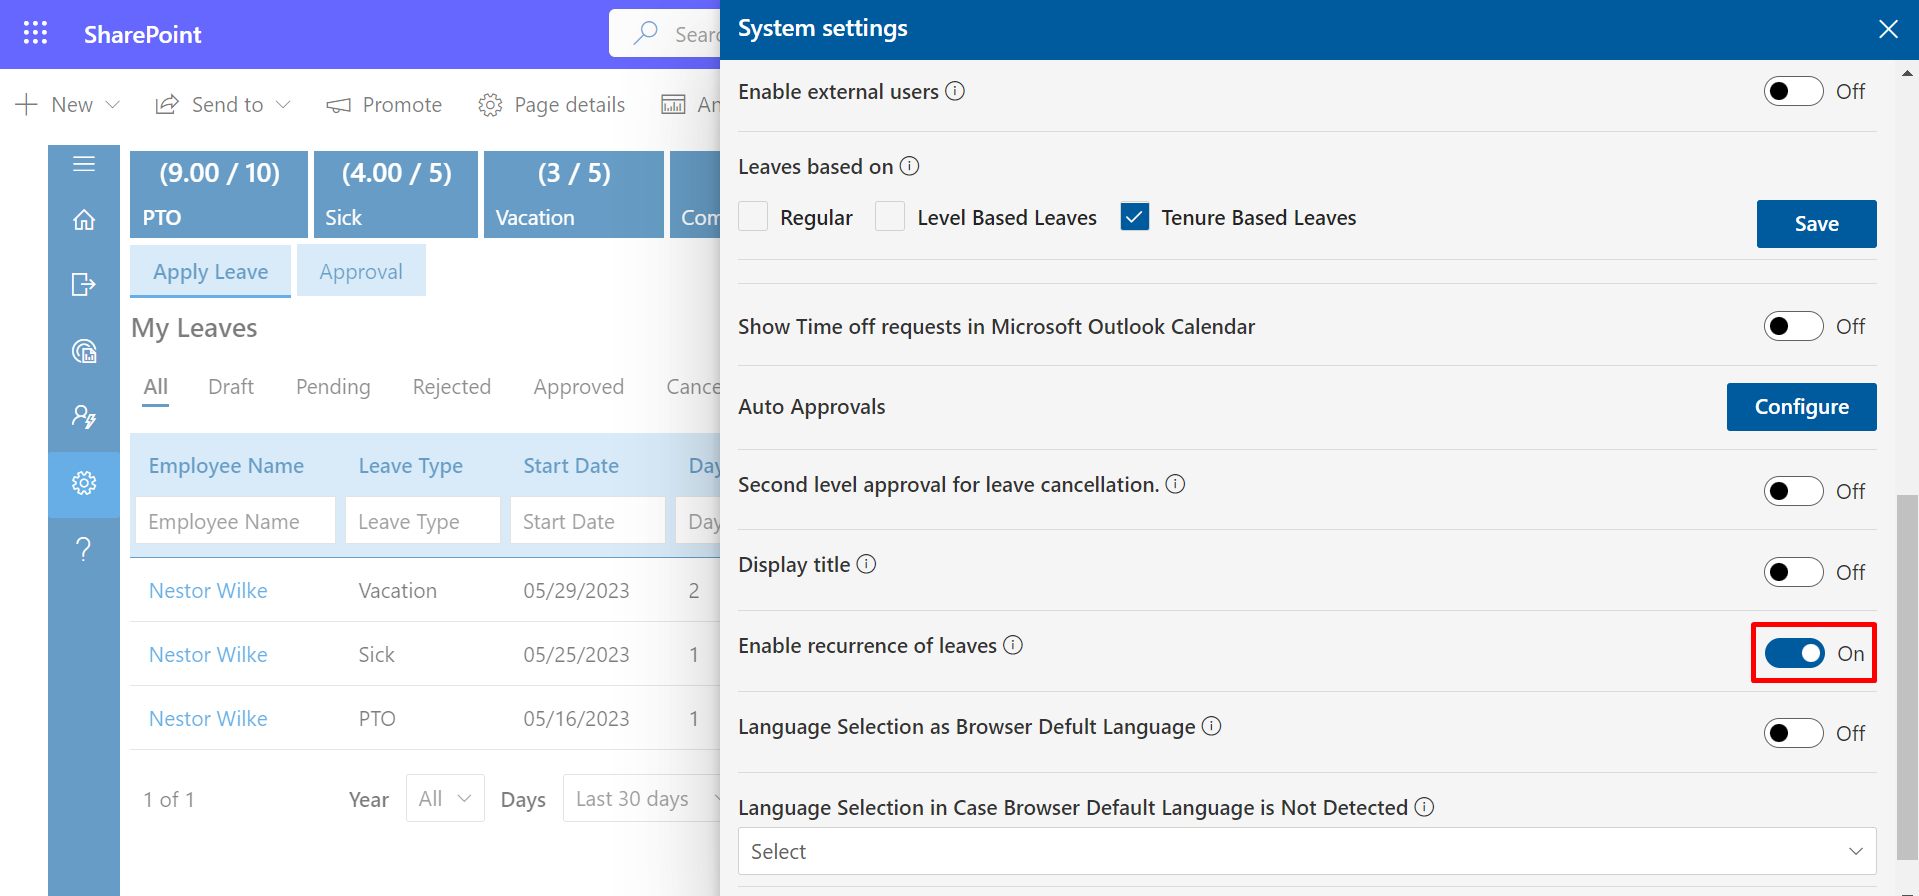 SharePoint
Sear
System settings
New
Send to
Promote
Page details
An
(9.00 / 10)
PTO
(4.00 / 5)
Sick
(3 / 5)
Vacation
Com
Apply Leave
Approval
My Leaves
All
Draft
Pending
Rejected
Approved
Cance
Employee Name
Leave Type
Start Date
Day
Employee Name
Leave Type
Start Date
Day
Nestor Wilke Vacation 05/29/2023 2
Nestor Wilke Sick 05/25/2023 1
Nestor Wilke PTO 05/16/2023 1
1 of 1
Year
All
Days
Last 30 days
Enable external users
Off
Leaves based on
Regular
Level Based Leaves
Tenure Based Leaves
Save
Show Time off requests in Microsoft Outlook Calendar
Off
Auto Approvals
Configure
Second level approval for leave cancellation.
Off
Display title
Off
Enable recurrence of leaves
On
Language Selection as Browser Defult Language
Off
Language Selection in Case Browser Default Language is Not Detected
Select